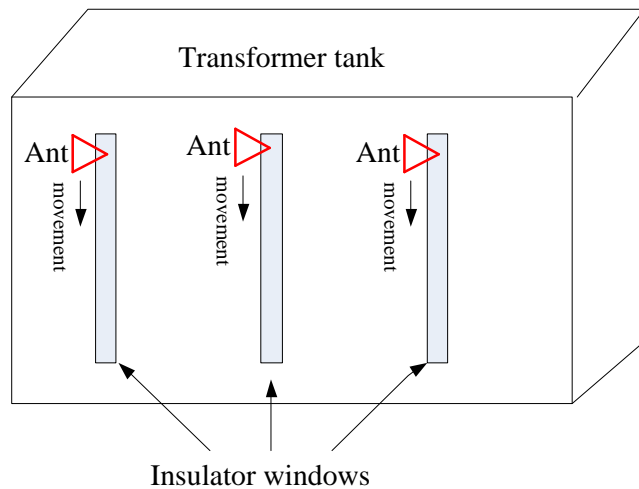 Transformer tank
Ant
Ant
Ant
movement
movement
movement
Insulator windows